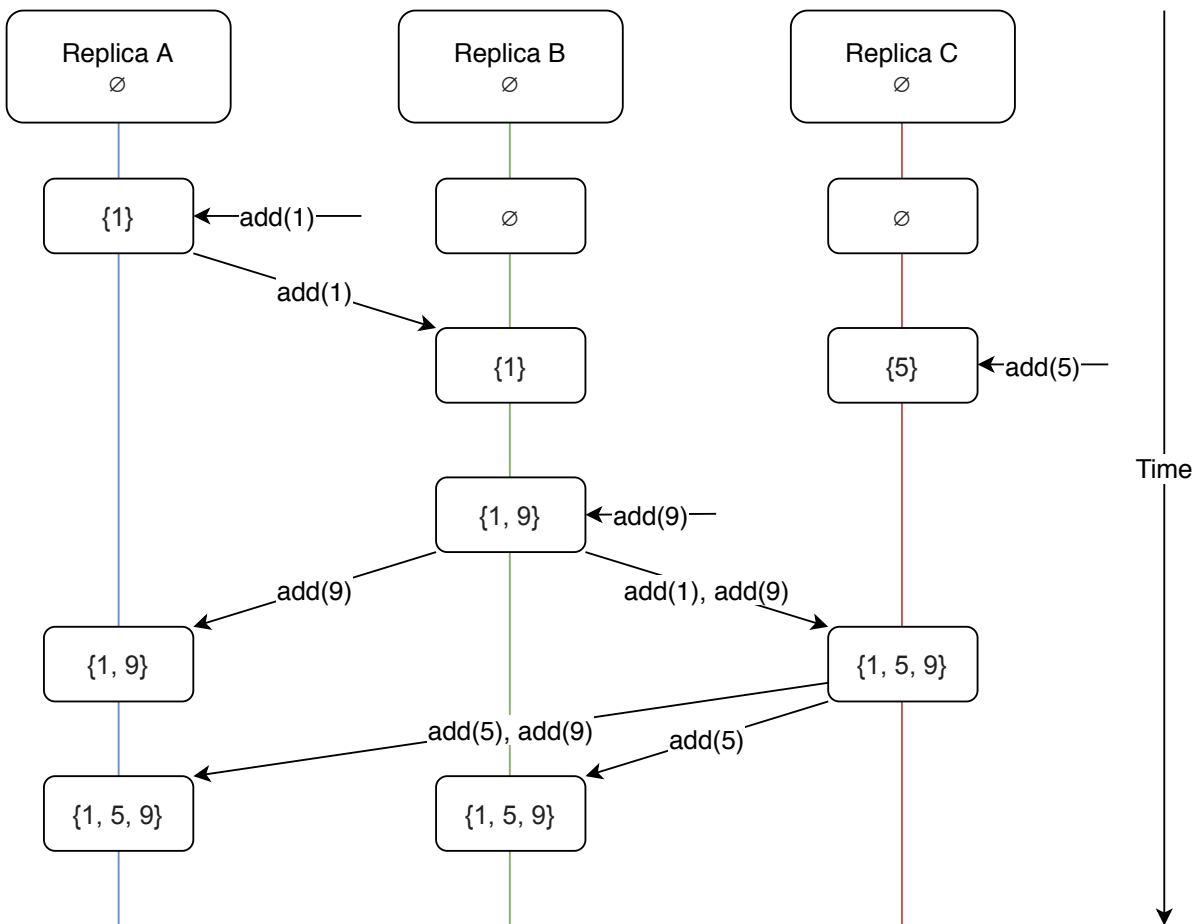 Replica A
∅
Replica B
∅
Replica C
∅
{1}
add(1)
∅
∅
add(1)
{1}
{5}
add(5)
Time
{1, 9}
add(9)
add(9)
add(1), add(9)
{1, 9}
{1, 5, 9}
add(5), add(9)
add(5)
{1, 5, 9}
{1, 5, 9}